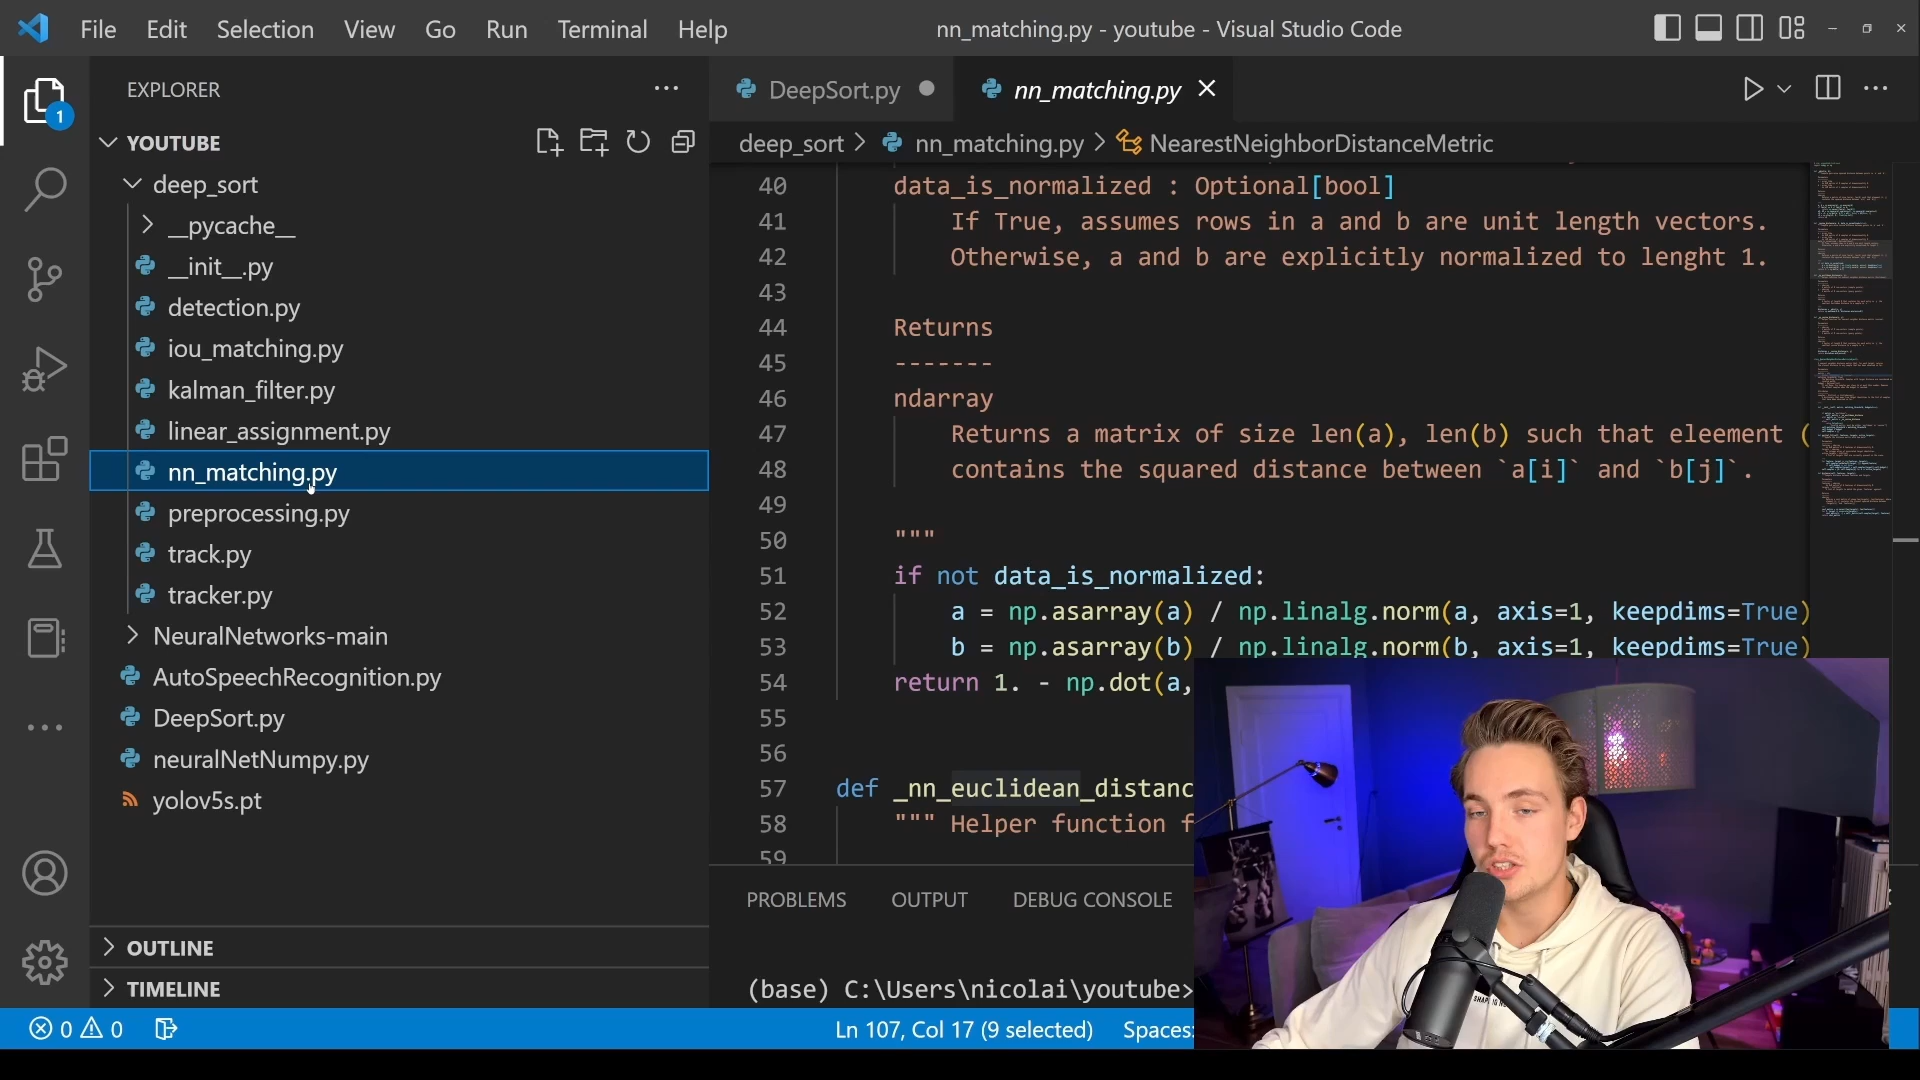 File Edit Selection View Go Run Terminal Help
nn_matching.py - youtube - Visual Studio Code
EXPLORER
1
YOUTUBE
deep_sort
__pycache__
__init__.py
detection.py
iou_matching.py
kalman_filter.py
linear_assignment.py
nn_matching.py
preprocessing.py
track.py
tracker.py
NeuralNetworks-main
AutoSpeechRecognition.py
DeepSort.py
neuralNetNumpy.py
yolov5s.pt
OUTLINE
TIMELINE
DeepSort.py nn_matching.py
deep_sort > nn_matching.py > NearestNeighborDistanceMetric
40 data_is_normalized : Optional[bool]
41 If True, assumes rows in a and b are unit length vectors.
42 Otherwise, a and b are explicitly normalized to lenght 1.
43
44 Returns
45 -------
46 ndarray
47 Returns a matrix of size len(a), len(b) such that eleement (
48 contains the squared distance between `a[i]` and `b[j]`.
49
50 """
51 if not data_is_normalized:
52 a = np.asarray(a) / np.linalg.norm(a, axis=1, keepdims=True)
53 b = np.asarray(b) / np.linalg.norm(b, axis=1, keepdims=True)
54 return 1. - np.dot(a,
55
56
57 def _nn_euclidean_distanc
58 """ Helper function f
59
PROBLEMS OUTPUT DEBUG CONSOLE
(base) C:\Users\nicolai\youtube>
0 0
Ln 107, Col 17 (9 selected) Spaces: